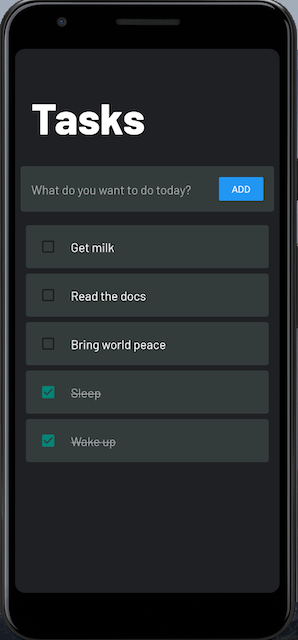 Tasks
What do you want to do today?
ADD
Get milk
Read the docs
Bring world peace
Sleep
Wake up